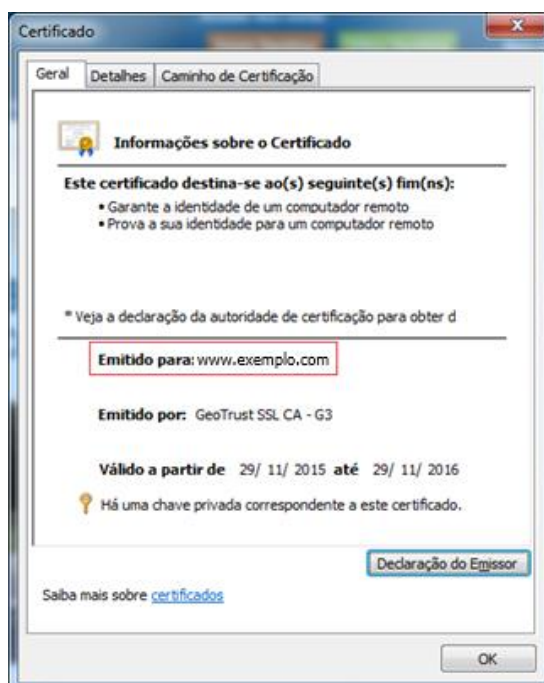 Certificado
Geral Detalhes Caminho de Certificação
Informações sobre o Certificado
Este certificado destina-se ao(s) seguinte(s) fim(ns):
• Garante a identidade de um computador remoto
• Prova a sua identidade para um computador remoto
* Veja a declaração da autoridade de certificação para obter d
Emitido para: www.exemplo.com
Emitido por: GeoTrust SSL CA - G3
Válido a partir de 29/ 11/ 2015 até 29/ 11/ 2016
Há uma chave privada correspondente a este certificado.
Declaração do Emissor
Saiba mais sobre certificados
OK